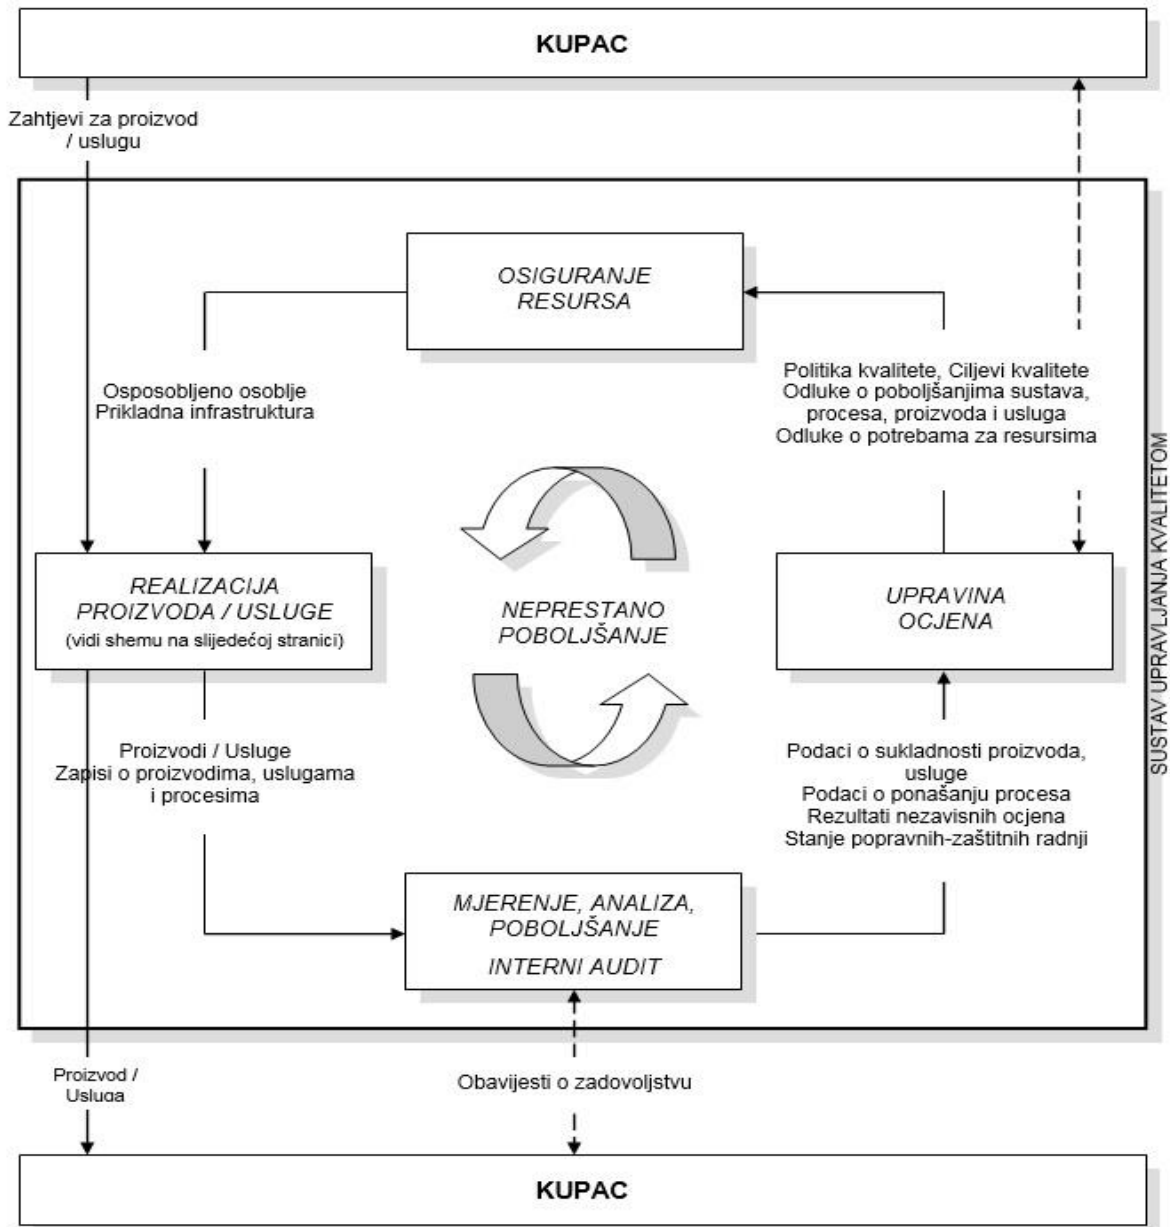 KUPAC
Zahtjevi za proizvod
/ uslugu
OSIGURANJE
RESURSA
Osposobljeno osoblje
Prikladna infrastruktura
Politika kvalitete, Ciljevi kvalitete
Odluke o poboljšanjima sustava,
procesa, proizvoda i usluga
Odluke o potrebama za resursima
REALIZACIJA
PROIZVODA / USLUGE
(vidi shemu na slijedećoj stranici)
NEPRESTANO
POBOLJŠANJE
UPRAVINA
OCJENA
SUSTAV UPRAVLJANJA KVALITETOM
Proizvodi / Usluge
Zapisi o proizvodima, uslugama
i procesima
Podaci o sukladnosti proizvoda,
usluge
Podaci o ponašanju procesa
Rezultati nezavisnih ocjena
Stanje popravnih-zaštitnih radnji
MJERENJE, ANALIZA,
POBOLJŠANJE
INTERNI AUDIT
Proizvod /
Usluga
Obavijesti o zadovoljstvu
KUPAC